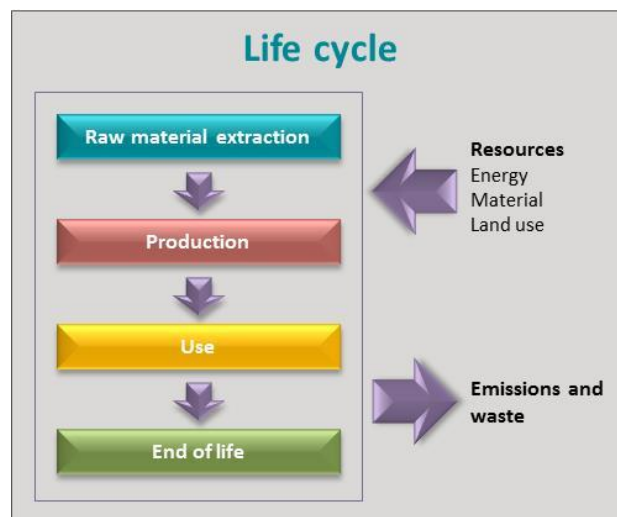 Life cycle
Raw material extraction
Production
Use
End of life
Resources
Energy
Material
Land use
Emissions and
waste